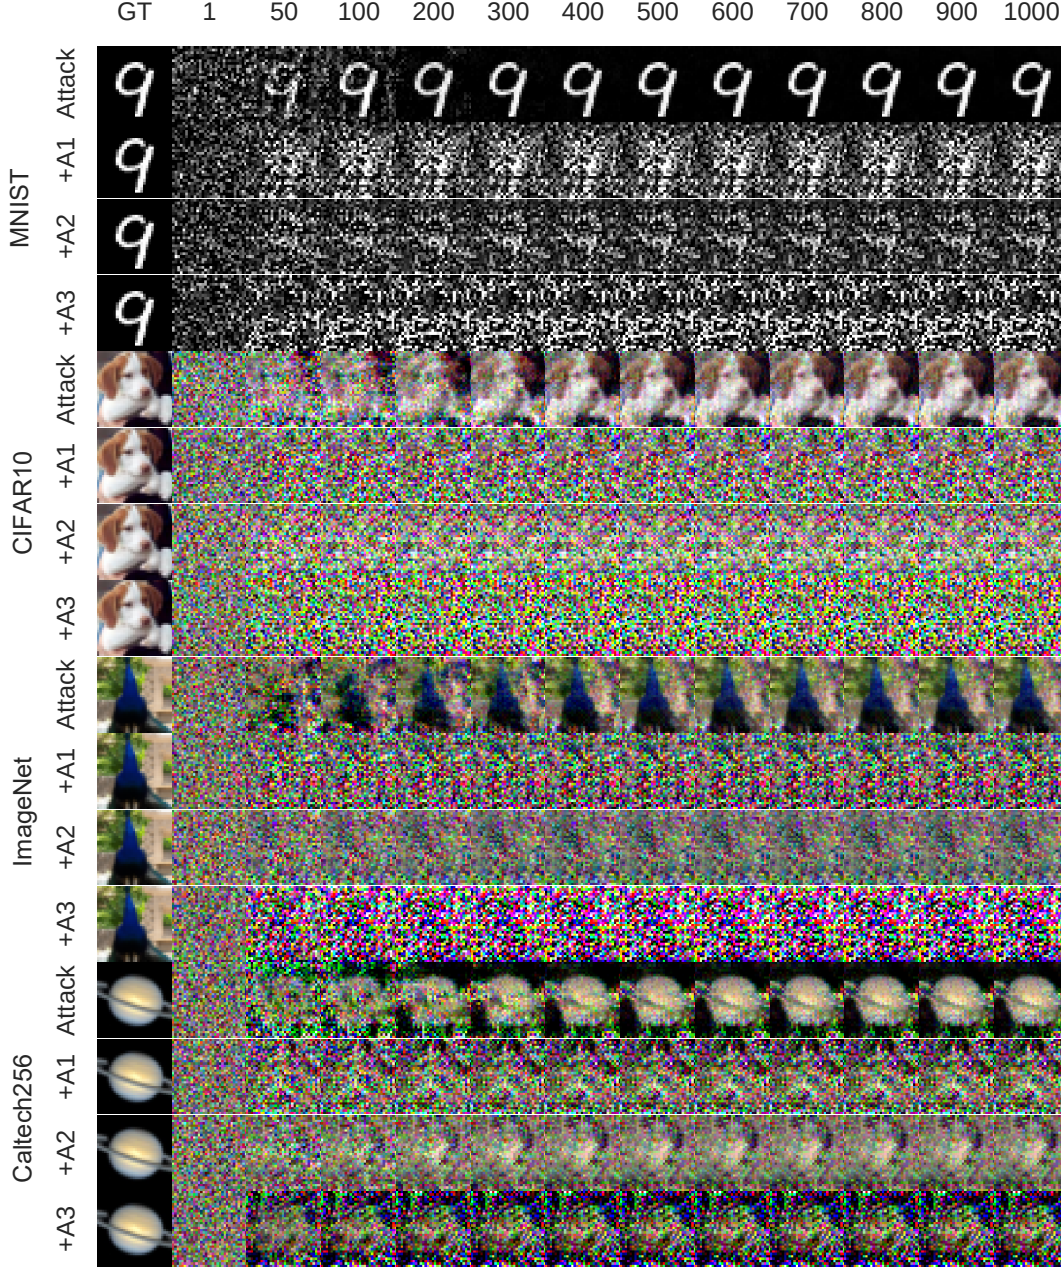 GT 1 50 100 200 300 400 500 600 700 800 900 1000
MNIST
Attack
+A1
+A2
+A3
CIFAR10
Attack
+A1
+A2
+A3
ImageNet
Attack
+A1
+A2
+A3
Caltech256
Attack
+A1
+A2
+A3